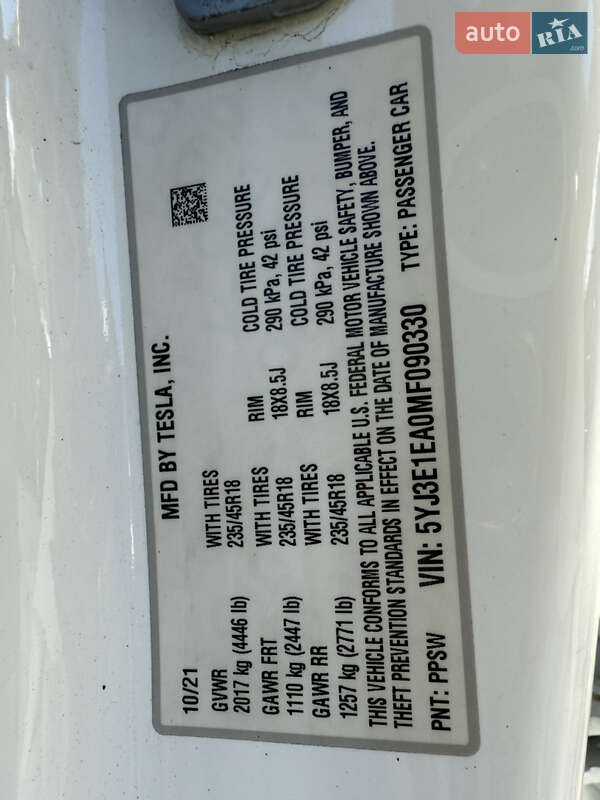 MFD BY TESLA, INC.
10/21
GVWR WITH TIRES RIM COLD TIRE PRESSURE
2017 kg (4446 lb) 235/45R18 18X8.5J 290 kPa, 42 psi
GAWR FRT WITH TIRES RIM COLD TIRE PRESSURE
1110 kg (2447 lb) 235/45R18 18X8.5J 290 kPa, 42 psi
GAWR RR WITH TIRES
1257 kg (2771 lb) 235/45R18
THIS VEHICLE CONFORMS TO ALL APPLICABLE U.S. FEDERAL MOTOR VEHICLE SAFETY, BUMPER, AND
THEFT PREVENTION STANDARDS IN EFFECT ON THE DATE OF MANUFACTURE SHOWN ABOVE.
PNT: PPSW VIN: 5YJ3E1EA0MF090330 TYPE: PASSENGER CAR
auto RIA .com